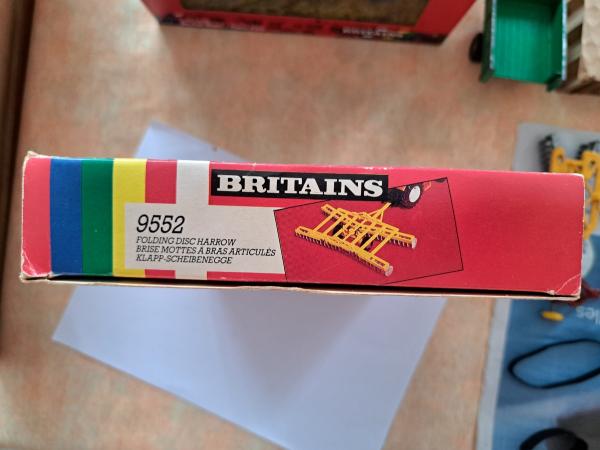 BRITAINS
9552
FOLDING DISC HARROW
BRISE MOTTES À BRAS ARTICULÉS
KLAPP-SCHEIBENEGGE